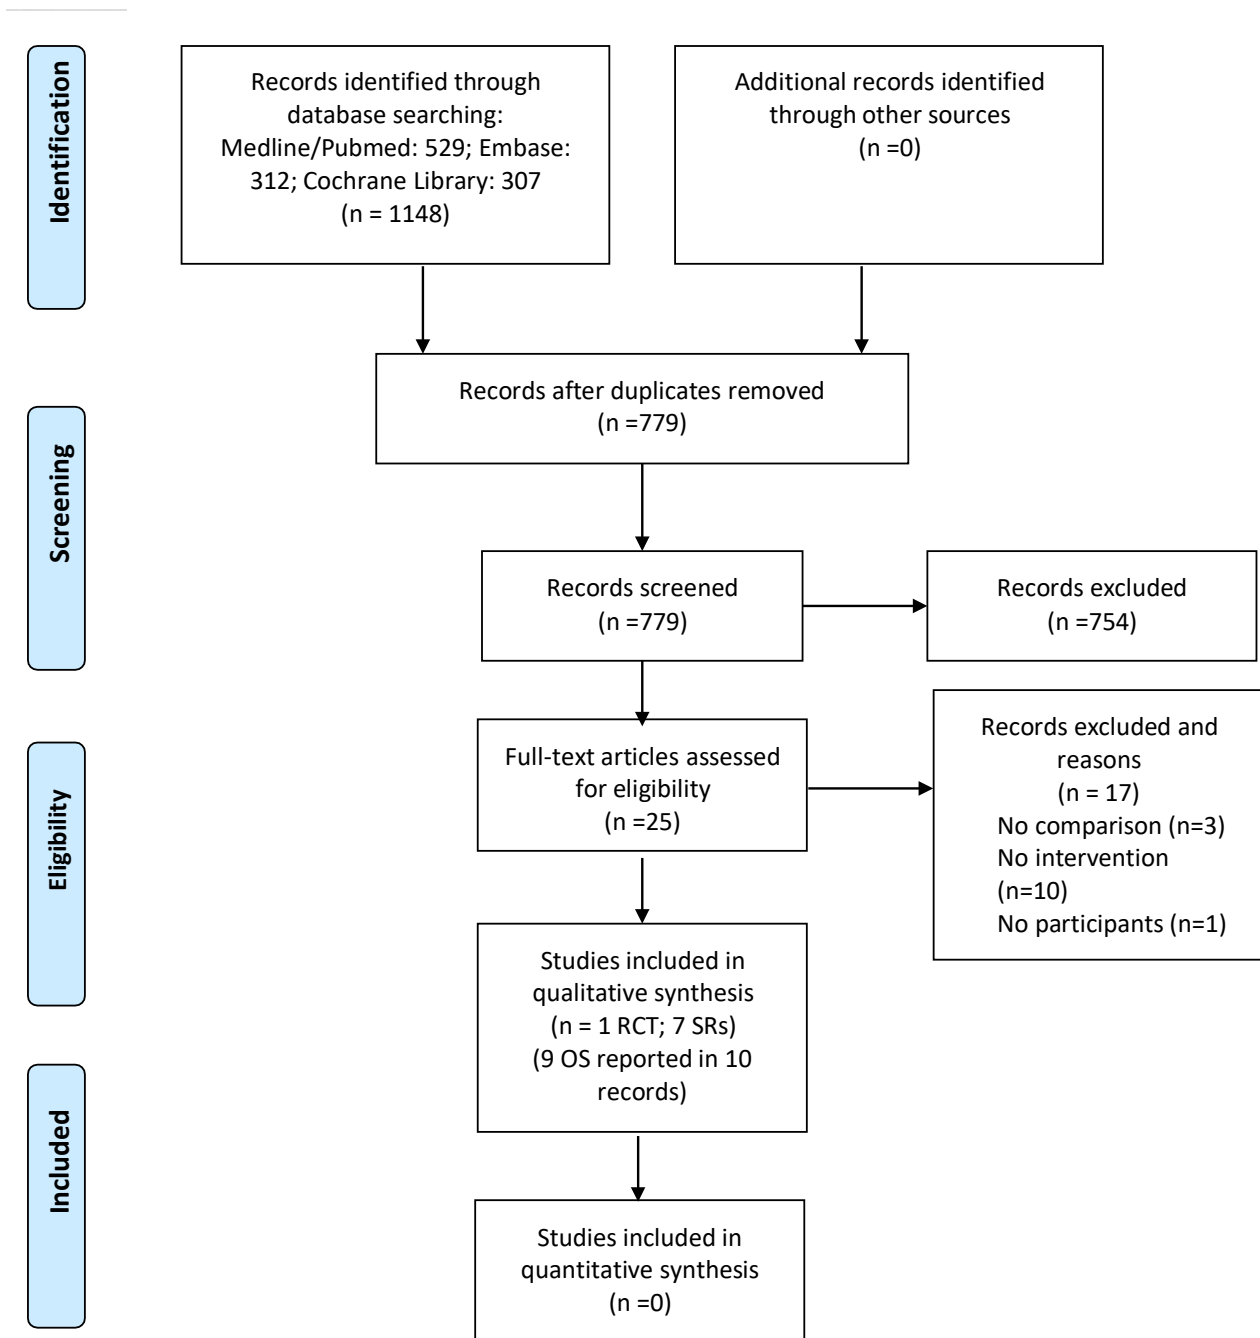 Identification
Records identified through
database searching:
Medline/Pubmed: 529; Embase:
312; Cochrane Library: 307
(n = 1148)
Additional records identified
through other sources
(n =0)
Records after duplicates removed
(n =779)
Screening
Records screened
(n =779)
Records excluded
(n =754)
Eligibility
Full-text articles assessed
for eligibility
(n =25)
Records excluded and
reasons
(n = 17)
No comparison (n=3)
No intervention
(n=10)
No participants (n=1)
Studies included in
qualitative synthesis
(n = 1 RCT; 7 SRs)
(9 OS reported in 10
records)
Included
Studies included in
quantitative synthesis
(n =0)